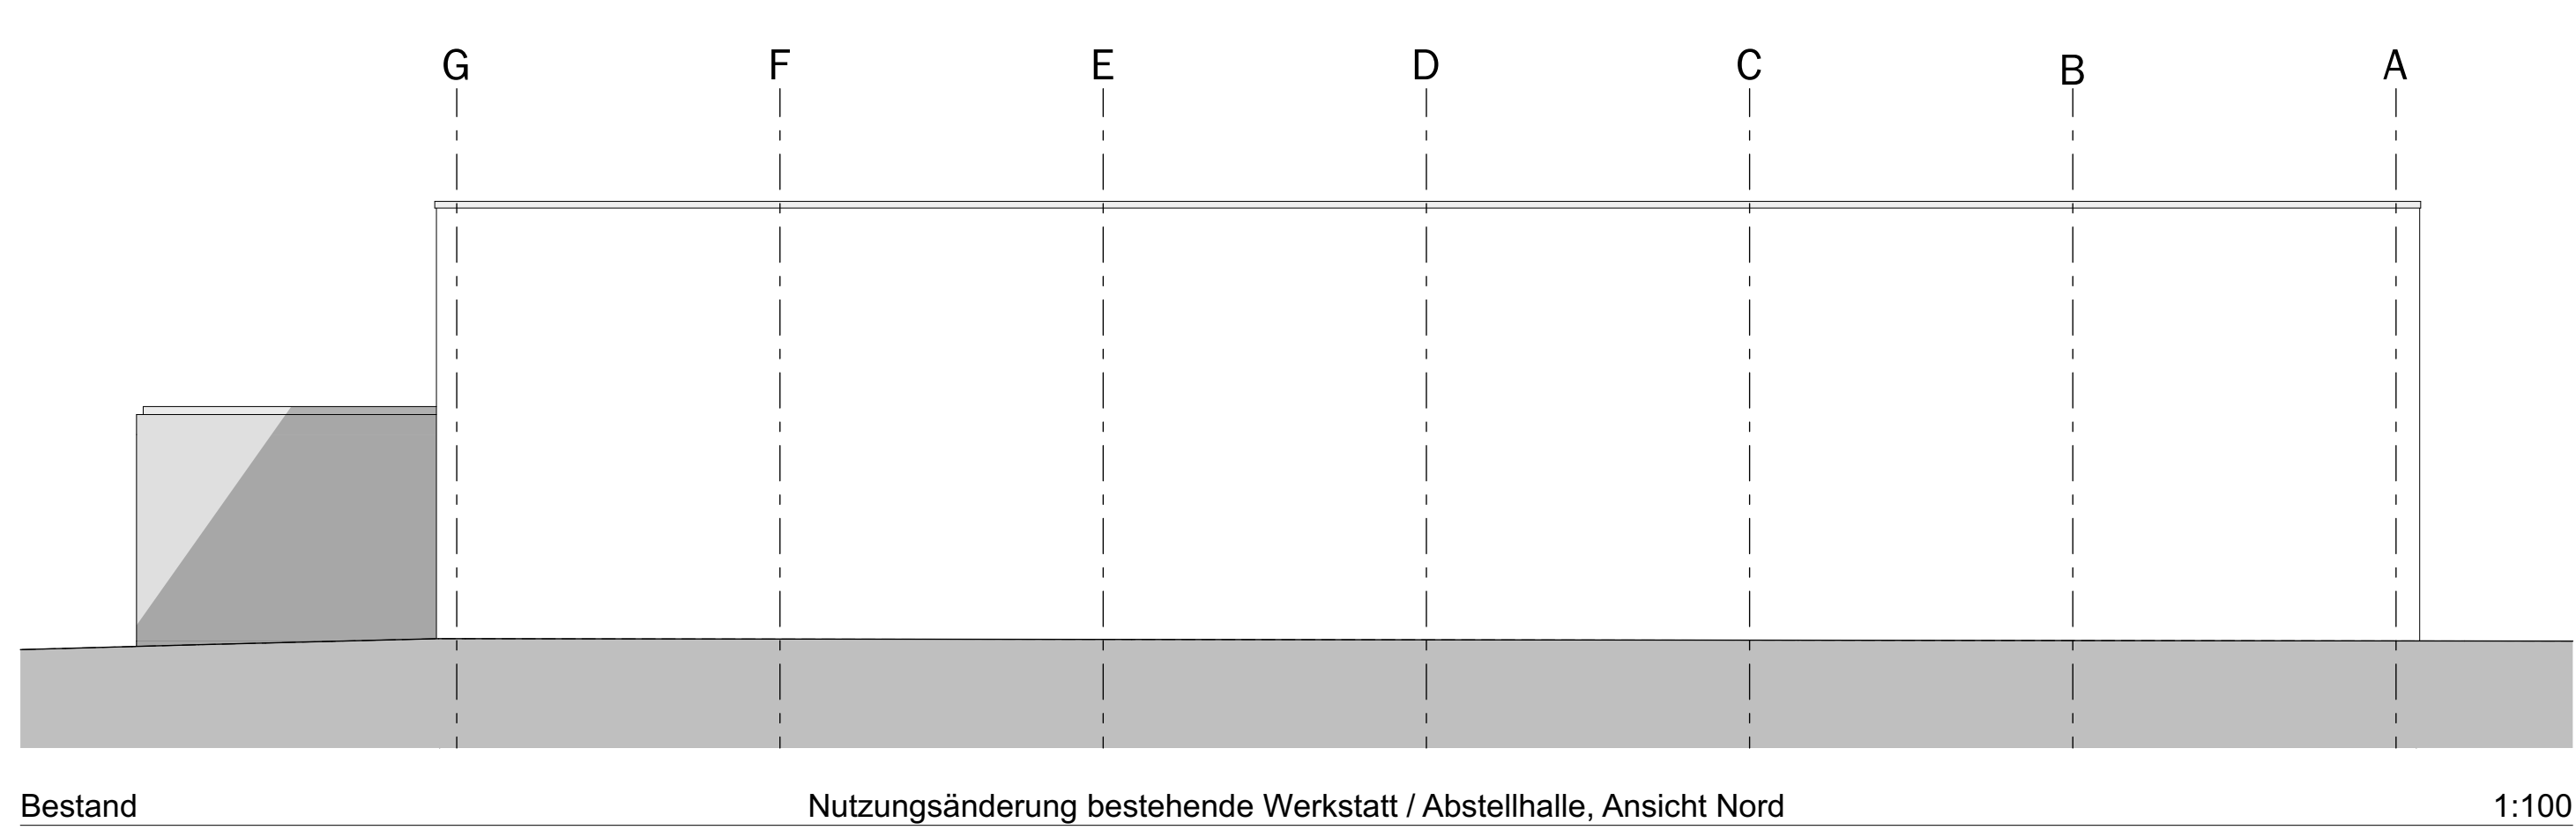 G F E D C B A
Bestand Nutzungsänderung bestehende Werkstatt / Abstellhalle, Ansicht Nord 1:100